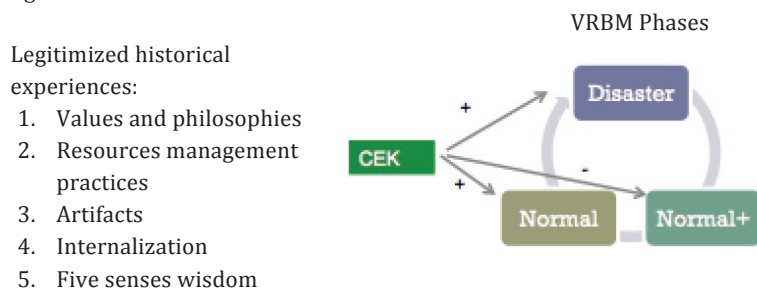 VRBM Phases
Legitimized historical
experiences:
1. Values and philosophies
2. Resources management
practices
3. Artifacts
4. Internalization
5. Five senses wisdom
CEK
+
+
-
Disaster
Normal
Normal+